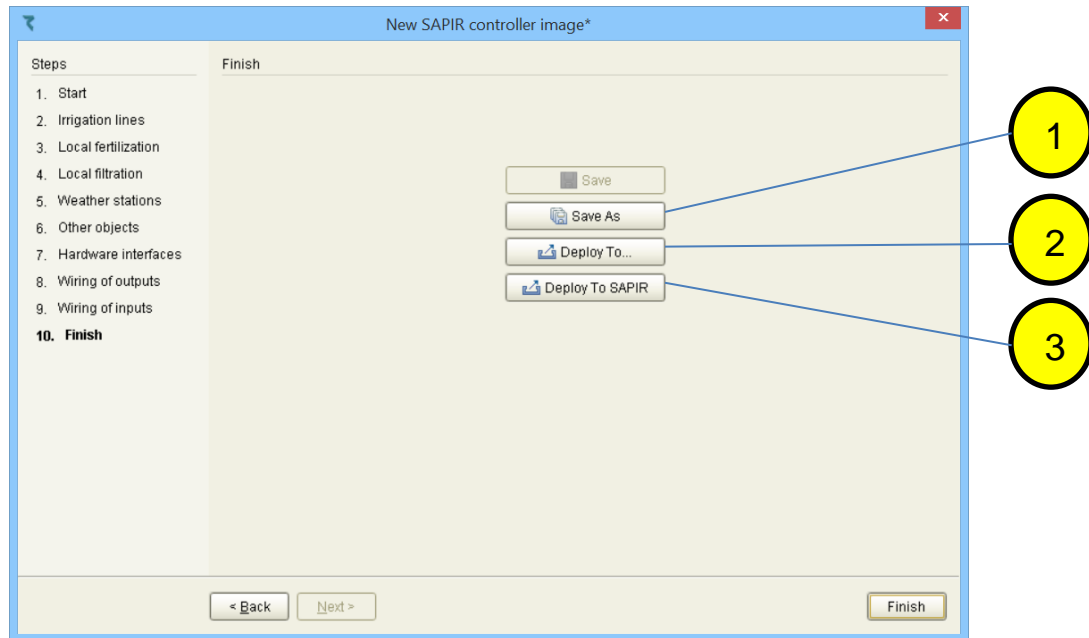 New SAPIR controller image*
Steps
1. Start
2. Irrigation lines
3. Local fertilization
4. Local filtration
5. Weather stations
6. Other objects
7. Hardware interfaces
8. Wiring of outputs
9. Wiring of inputs
10. Finish
Finish
Save
Save As
Deploy To...
Deploy To SAPIR
1
2
3
< Back
Next >
Finish